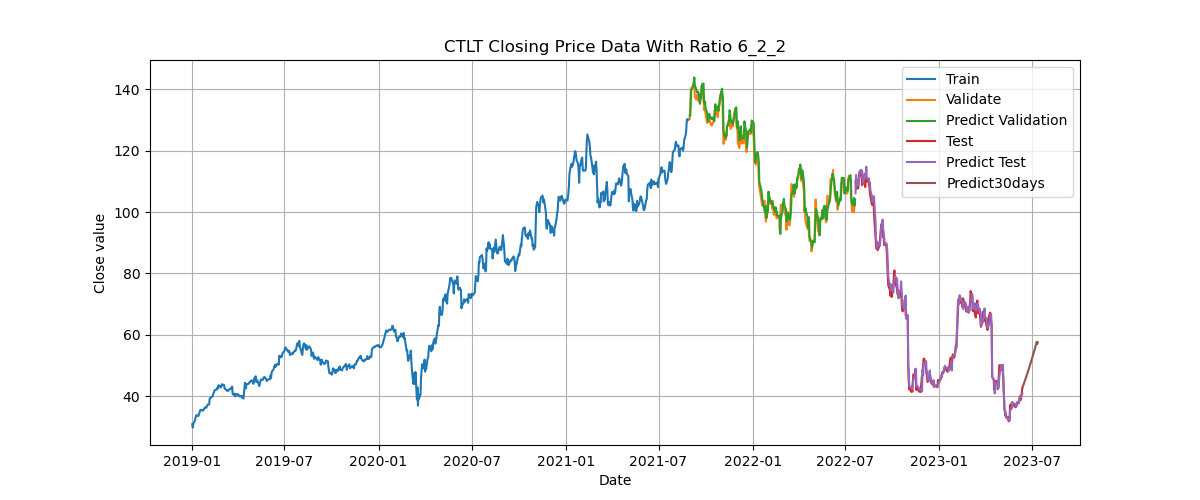 CTLT Closing Price Data With Ratio 6_2_2
Train
Validate
Predict Validation
Test
Predict Test
Predict30days
Close value
140
120
100
80
60
40
2019-01 2019-07 2020-01 2020-07 2021-01 2021-07 2022-01 2022-07 2023-01 2023-07
Date